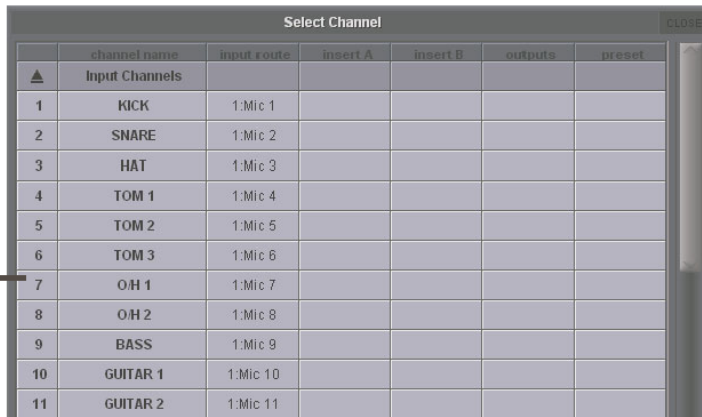 Select Channel CLOSE
channel name input route insert A insert B outputs preset
Input Channels
1 KICK 1:Mic 1
2 SNARE 1:Mic 2
3 HAT 1:Mic 3
4 TOM 1 1:Mic 4
5 TOM 2 1:Mic 5
6 TOM 3 1:Mic 6
7 O/H 1 1:Mic 7
8 O/H 2 1:Mic 8
9 BASS 1:Mic 9
10 GUITAR 1 1:Mic 10
11 GUITAR 2 1:Mic 11